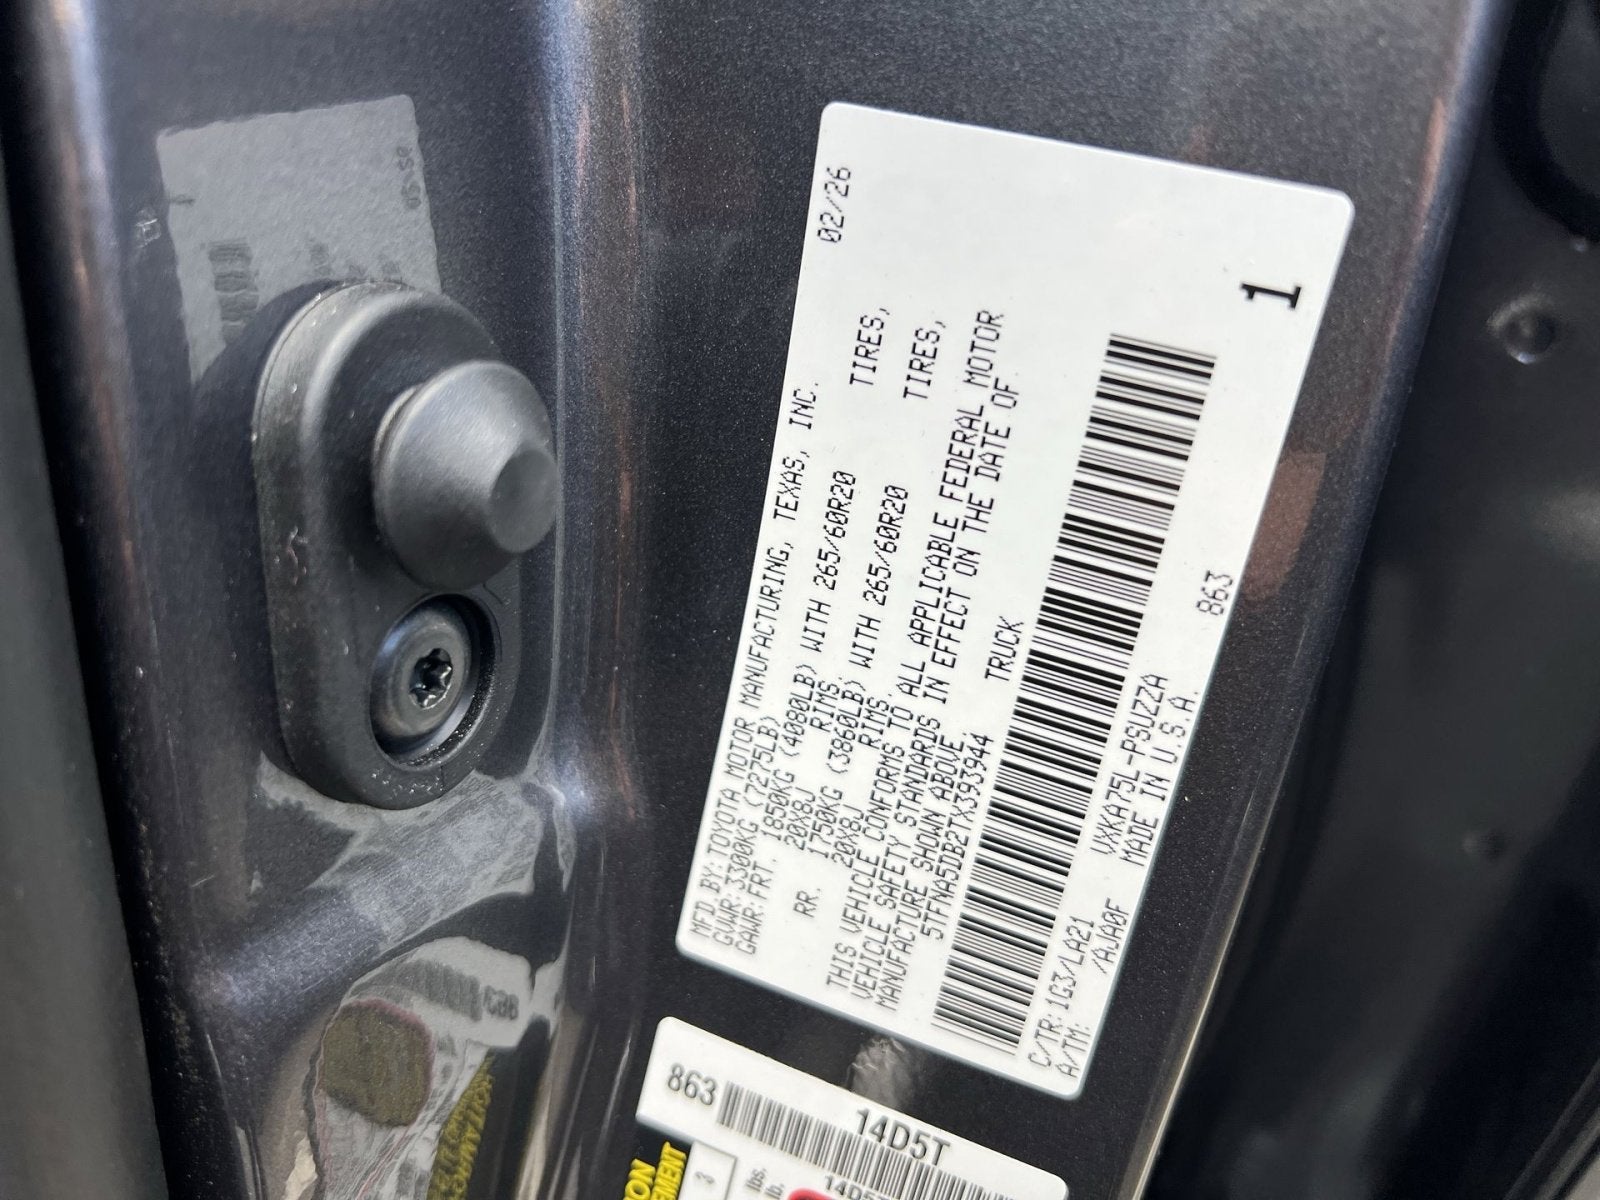 MFD BY: TOYOTA MOTOR MANUFACTURING, TEXAS, INC. 02/26
GVWR: 3300KG (7275LB)
GAWR: FRT. 1850KG (4080LB) WITH 265/60R20 TIRES,
20X8J RIMS
RR. 1750KG (3860LB) WITH 265/60R20 TIRES,
20X8J RIMS
THIS VEHICLE CONFORMS TO ALL APPLICABLE FEDERAL MOTOR
VEHICLE SAFETY STANDARDS IN EFFECT ON THE DATE OF
MANUFACTURE SHOWN ABOVE
5TFNA5DB2TX393944 TRUCK
C/TR: 1G3/LA21 VXKA75L-PSUZZA 863
A/TM: /AJA0F MADE IN U.S.A.
1
863 14D5T
3
lbs.
in.